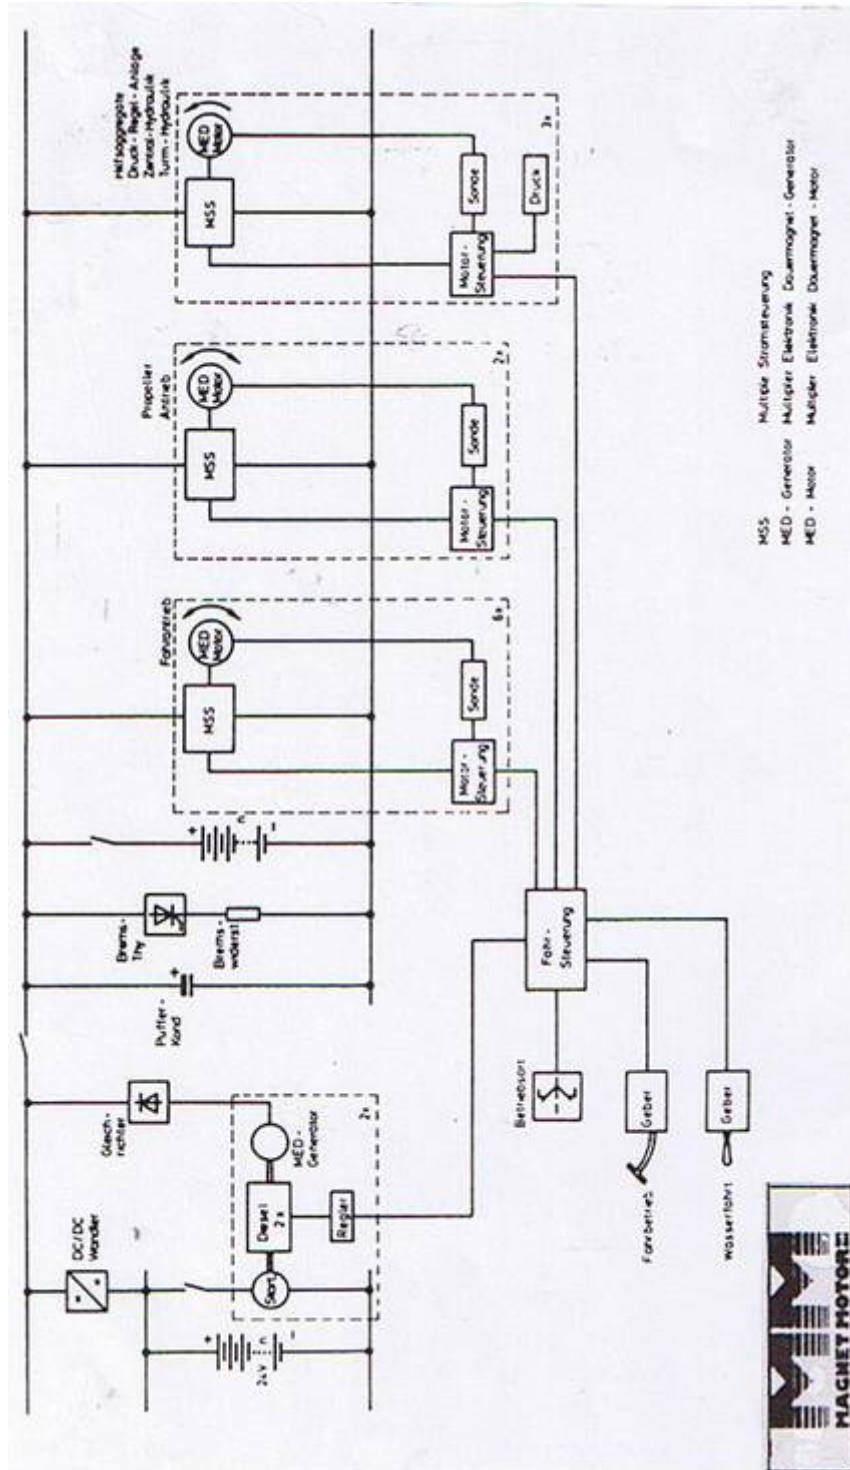 DC/DC
Wandler
Gleich-
richter
Puffer-
Kond
Brems-
Thy
Brems-
widerst
Fahrantrieb
Propeller
Antrieb
Hilfsaggregate
Druck-Regel-Anlage
Zentral-Hydraulik
Turm-Hydraulik
24V
n
Start
Diesel
2x
MED-
Generator
Regler
2x
n
MSS
MED
Motor
Motor-
Steuerung
Sonde
6x
MSS
MED
Motor
Motor-
Steuerung
Sonde
2x
MSS
MED
Motor
Motor-
Steuerung
Sonde
Druck
Betriebsart
Fahr-
Steuerung
Fahrbetrieb
Geber
Wasserfahrt
Geber
MSS Multiple Stromsteuerung
MED - Generator Multipler Elektronik Dauermagnet - Generator
MED - Motor Multipler Elektronik Dauermagnet - Motor
MM
MAGNET MOTOR